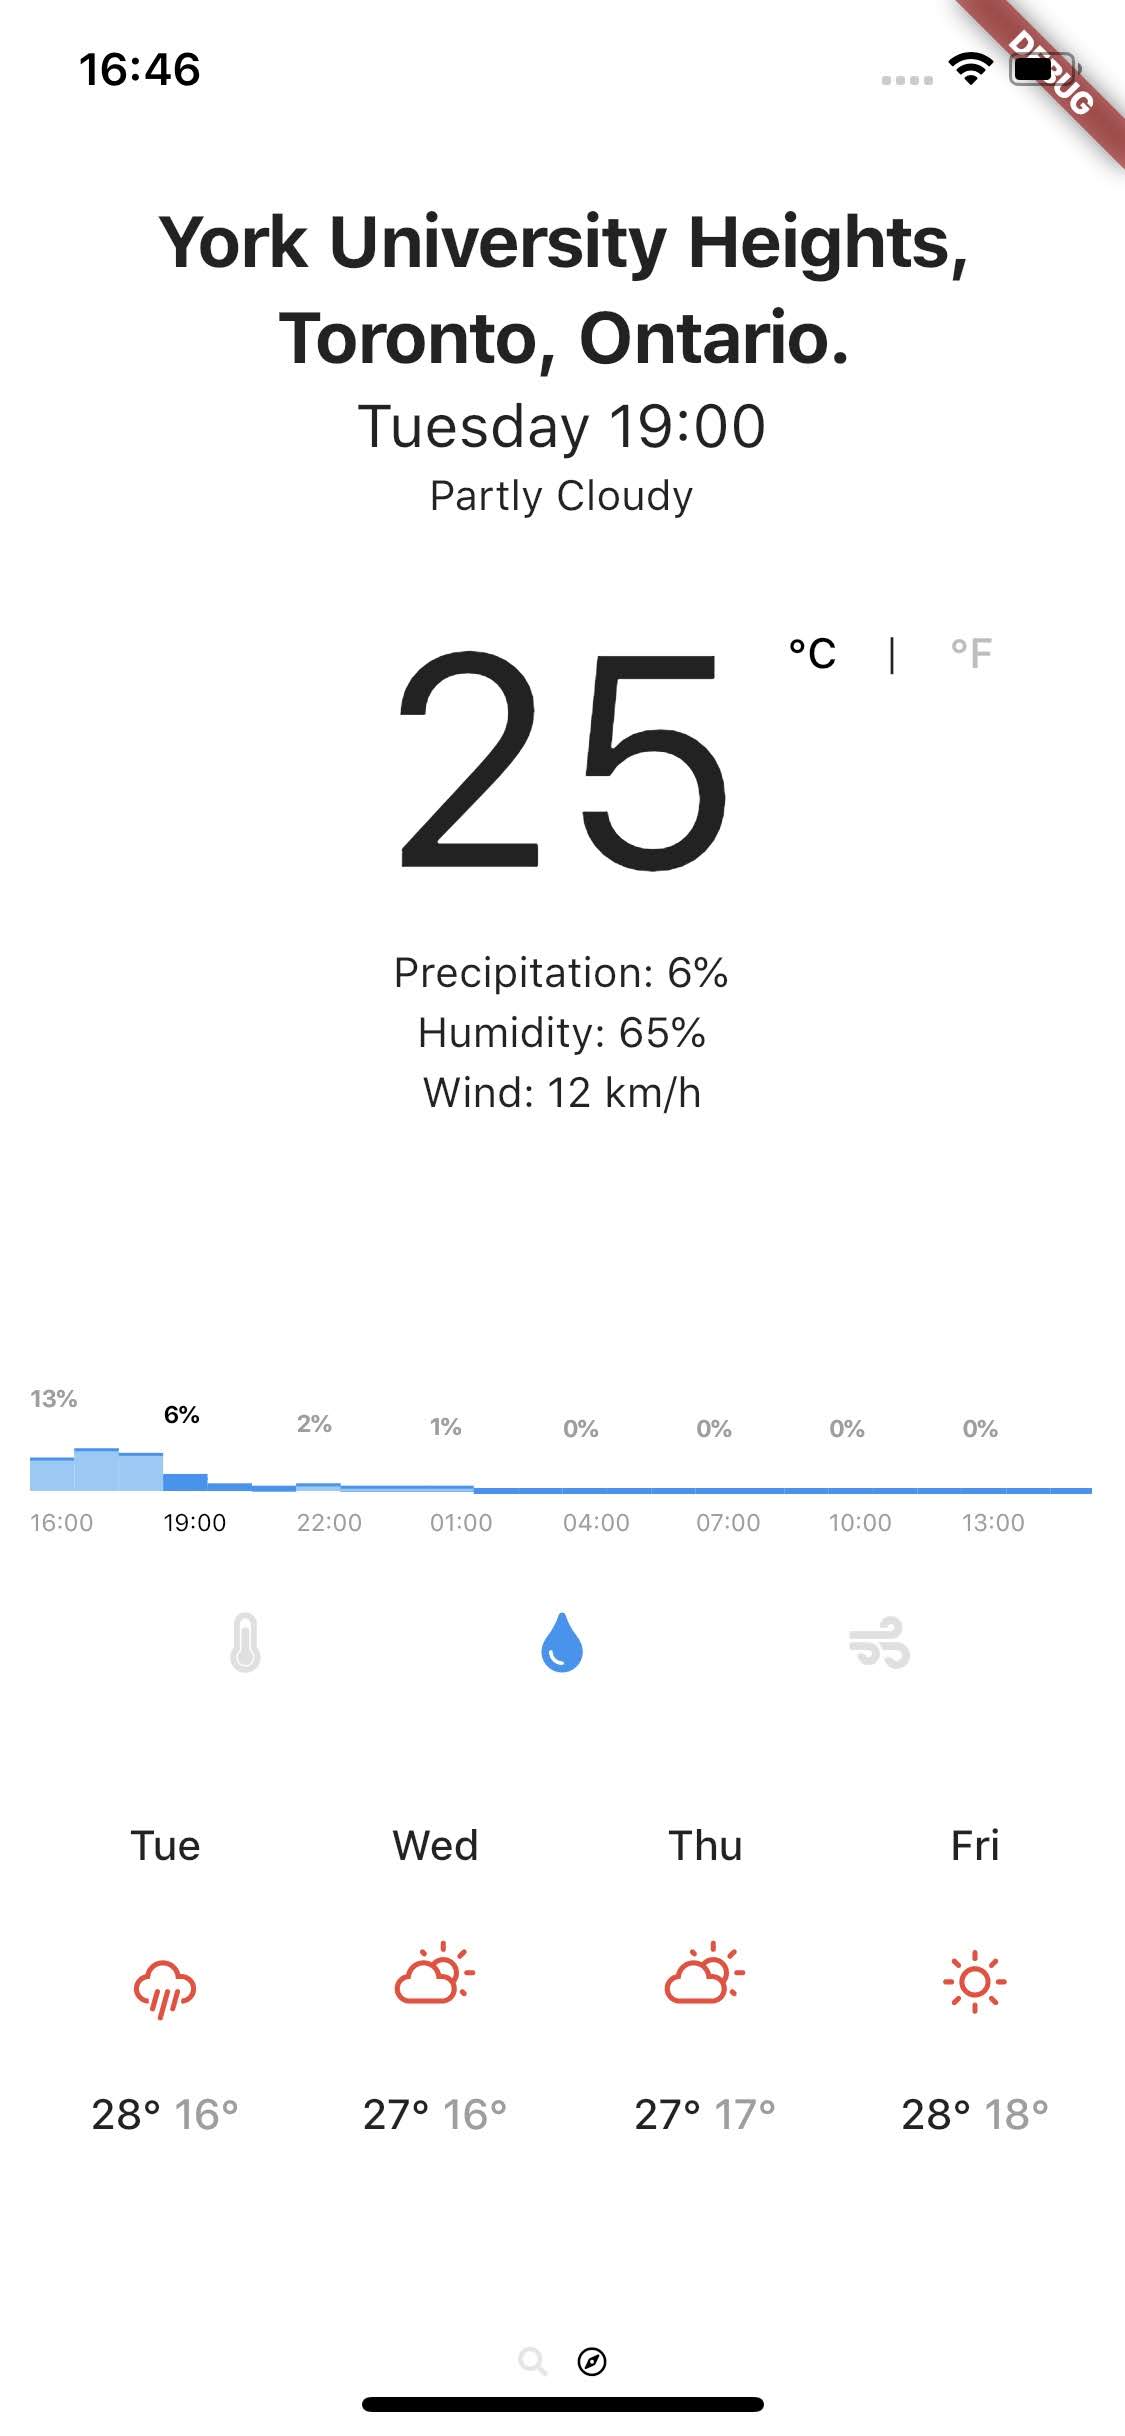 16:46
DEBUG
York University Heights,
Toronto, Ontario.
Tuesday 19:00
Partly Cloudy
25
°C | °F
Precipitation: 6%
Humidity: 65%
Wind: 12 km/h
13% 6% 2% 1% 0% 0% 0% 0%
16:00 19:00 22:00 01:00 04:00 07:00 10:00 13:00
Tue Wed Thu Fri
28° 16° 27° 16° 27° 17° 28° 18°